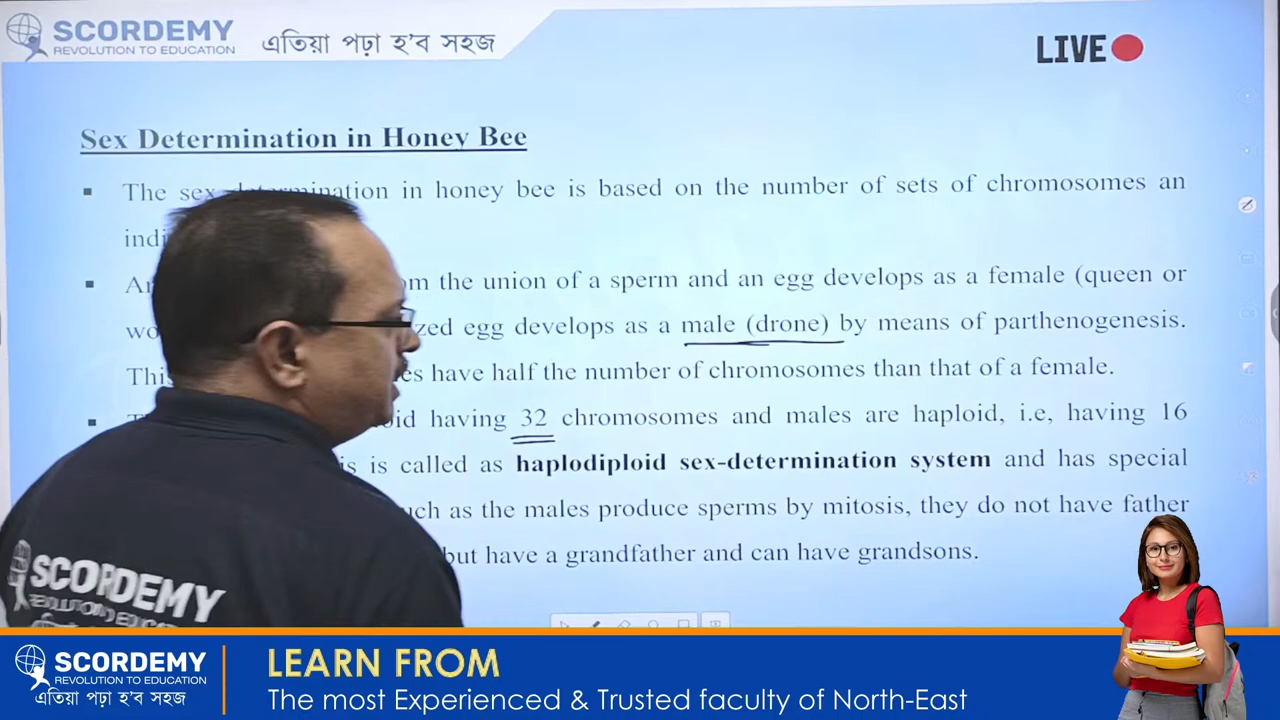 SCORDEMY
REVOLUTION TO EDUCATION
এতিয়া পঢ়া হ'ব সহজ
LIVE
Sex Determination in Honey Bee
▪ The sex determination in honey bee is based on the number of sets of chromosomes an
indi
▪ An om the union of a sperm and an egg develops as a female (queen or
wo zed egg develops as a male (drone) by means of parthenogenesis.
This es have half the number of chromosomes than that of a female.
▪ oid having 32 chromosomes and males are haploid, i.e, having 16
is is called as haplodiploid sex-determination system and has special
uch as the males produce sperms by mitosis, they do not have father
but have a grandfather and can have grandsons.
SCORDEMY
SCORDEMY
REVOLUTION TO EDUCATION
এতিয়া পঢ়া হ'ব সহজ
LEARN FROM
The most Experienced & Trusted faculty of North-East